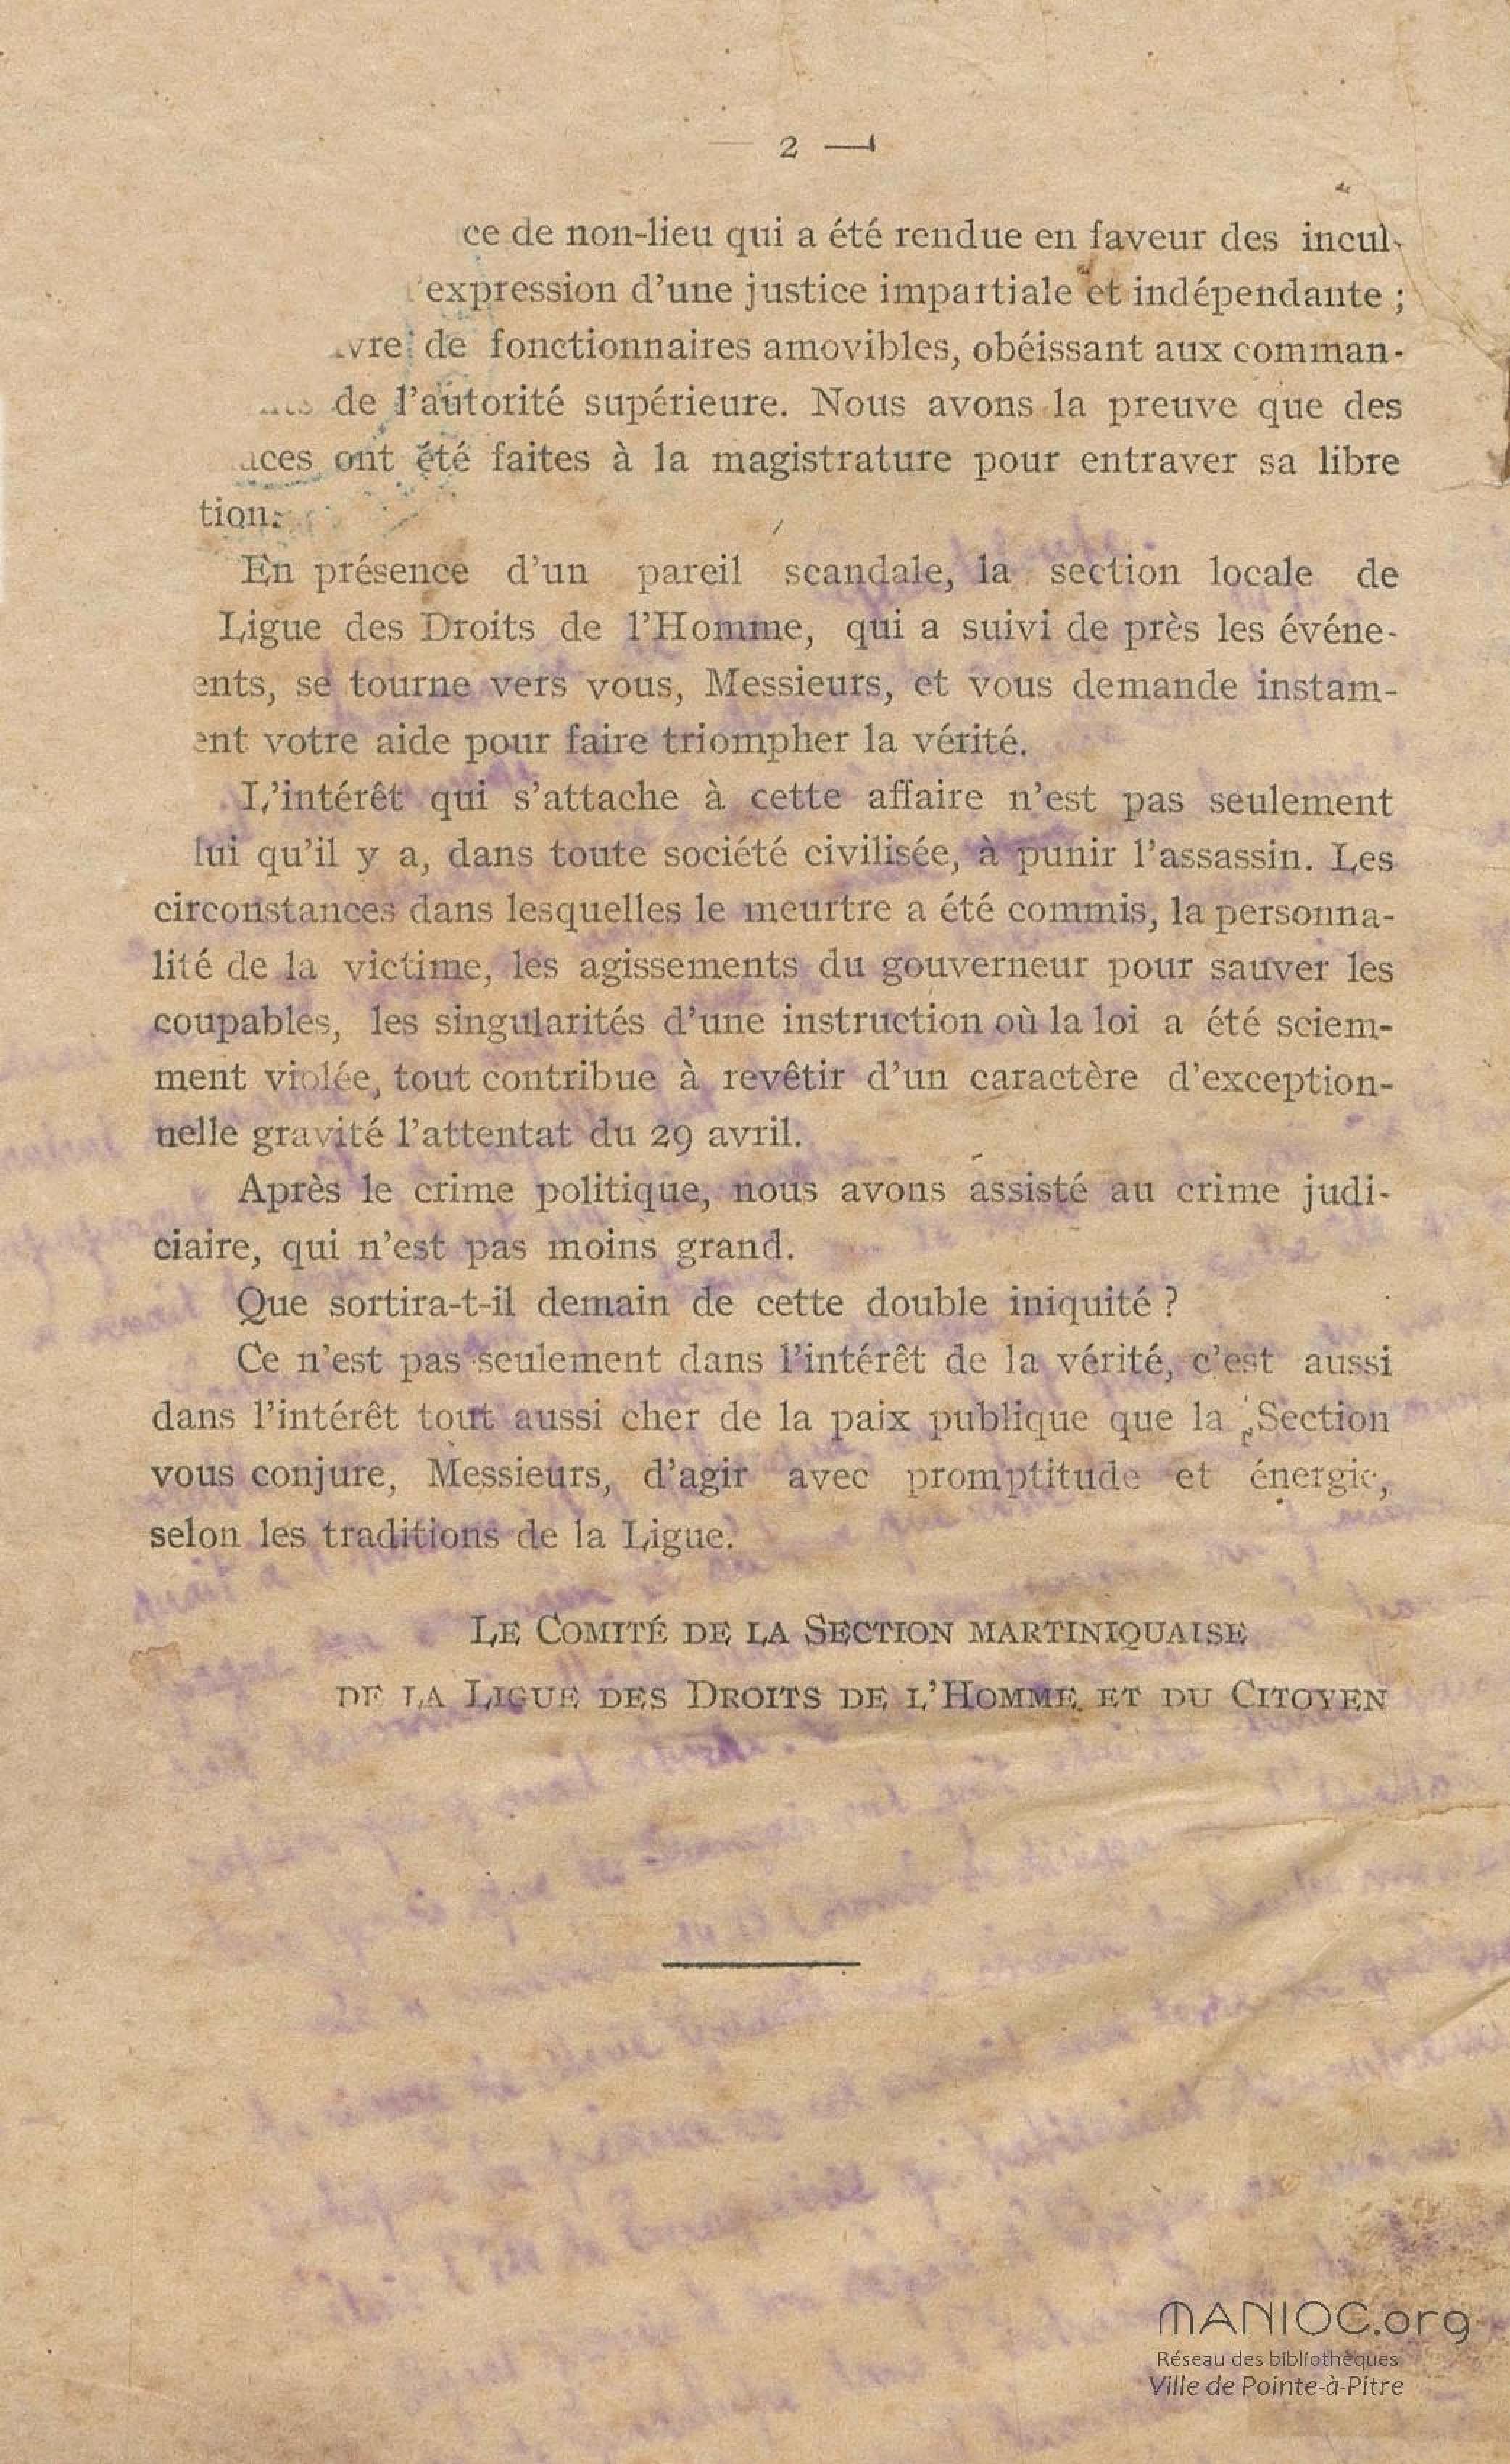 2 —
ce de non-lieu qui a été rendue en faveur des incul-
l'expression d'une justice impartiale et indépendante ;
vre de fonctionnaires amovibles, obéissant aux comman-
de l'autorité supérieure. Nous avons la preuve que des
aces ont été faites à la magistrature pour entraver sa libre
tion.
En présence d'un pareil scandale, la section locale de
Ligue des Droits de l'Homme, qui a suivi de près les événe-
ents, se tourne vers vous, Messieurs, et vous demande instam-
ent votre aide pour faire triompher la vérité.
L'intérêt qui s'attache à cette affaire n'est pas seulement
lui qu'il y a, dans toute société civilisée, à punir l'assassin. Les
circonstances dans lesquelles le meurtre a été commis, la personna-
lité de la victime, les agissements du gouverneur pour sauver les
coupables, les singularités d'une instruction où la loi a été sciem-
ment violée, tout contribue à revêtir d'un caractère d'exception-
nelle gravité l'attentat du 29 avril.
Après le crime politique, nous avons assisté au crime judi-
ciaire, qui n'est pas moins grand.
Que sortira-t-il demain de cette double iniquité ?
Ce n'est pas seulement dans l'intérêt de la vérité, c'est aussi
dans l'intérêt tout aussi cher de la paix publique que la Section
vous conjure, Messieurs, d'agir avec promptitude et énergie,
selon les traditions de la Ligue.
LE COMITÉ DE LA SECTION MARTINIQUAISE
DE LA LIGUE DES DROITS DE L'HOMME ET DU CITOYEN
MANIOC.org
Réseau des bibliothèques
Ville de Pointe-à-Pitre